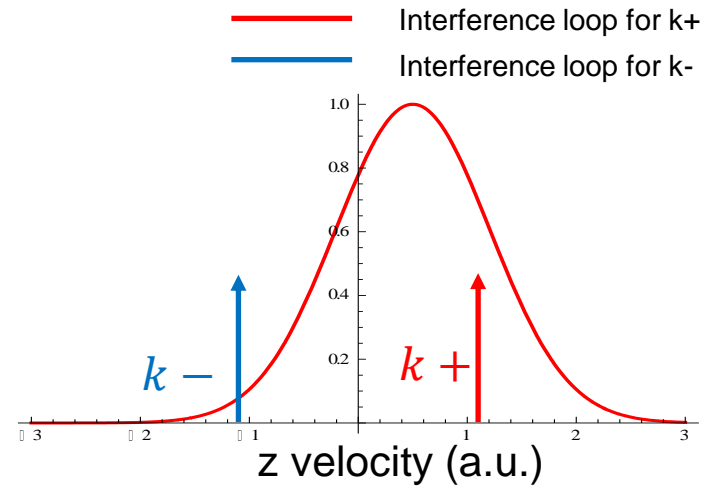 Interference loop for k+
Interference loop for k-
1.0
0.8
0.6
0.4
0.2
k −
k +
3 2 1 1 2 3
z velocity (a.u.)